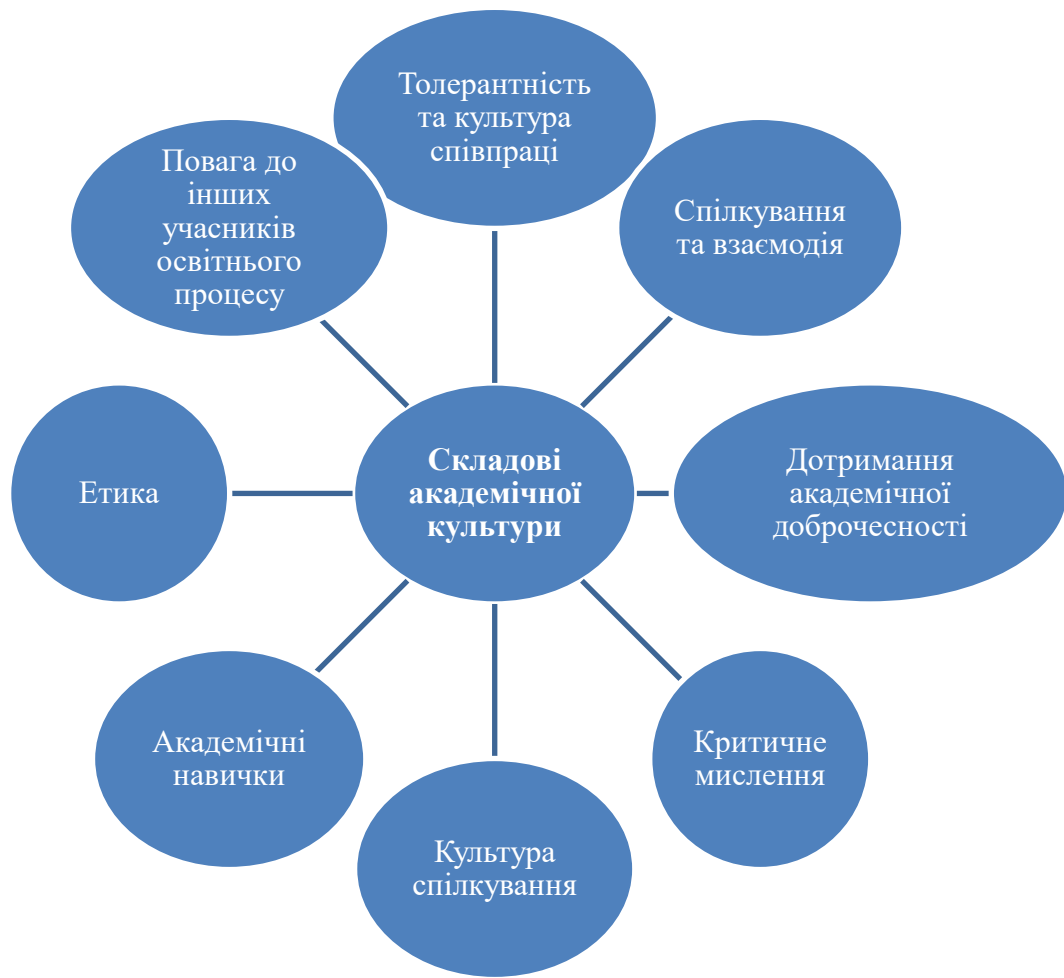 Толерантність
та культура
співпраці
Повага до
інших
учасників
освітнього
процесу
Спілкування
та взаємодія
Етика
Складові
академічної
культури
Дотримання
академічної
доброчесності
Академічні
навички
Критичне
мислення
Культура
спілкування